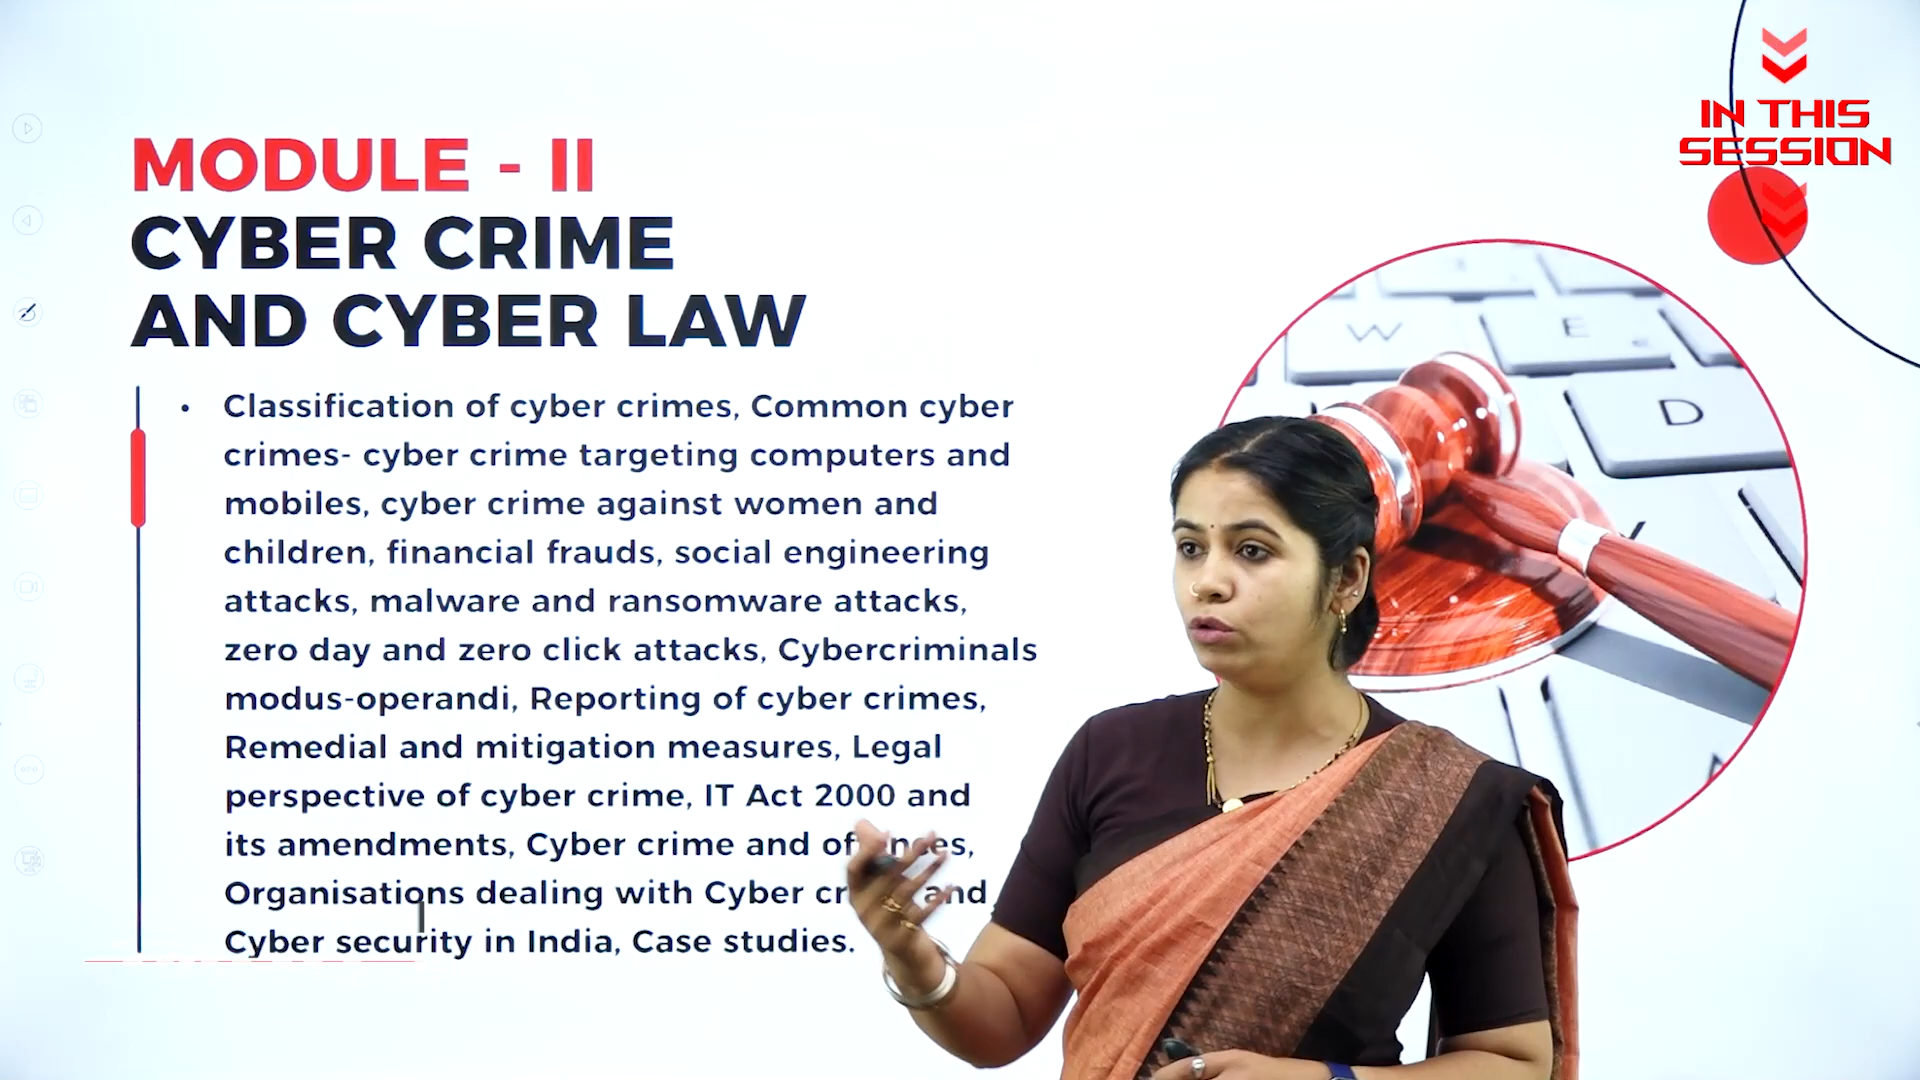 IN THIS
SESSION
MODULE - II
CYBER CRIME
AND CYBER LAW
• Classification of cyber crimes, Common cyber
crimes- cyber crime targeting computers and
mobiles, cyber crime against women and
children, financial frauds, social engineering
attacks, malware and ransomware attacks,
zero day and zero click attacks, Cybercriminals
modus-operandi, Reporting of cyber crimes,
Remedial and mitigation measures, Legal
perspective of cyber crime, IT Act 2000 and
its amendments, Cyber crime and
Organisations dealing with Cyber and
Cyber security in India, Case studies.
W
E
D